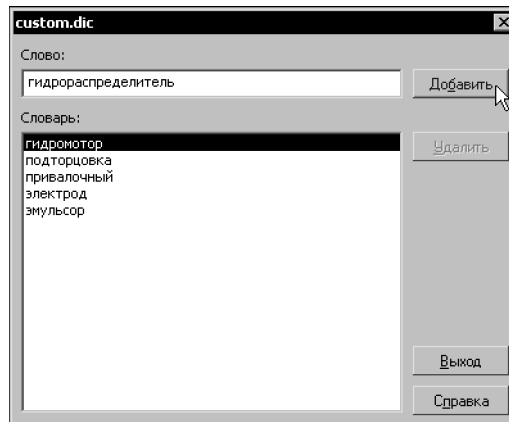 custom.dic
Слово:
гидрораспределитель
Добавить
Словарь:
гидромотор
подторцовка
привалочный
электрод
эмульсор
Удалить
Выход
Справка